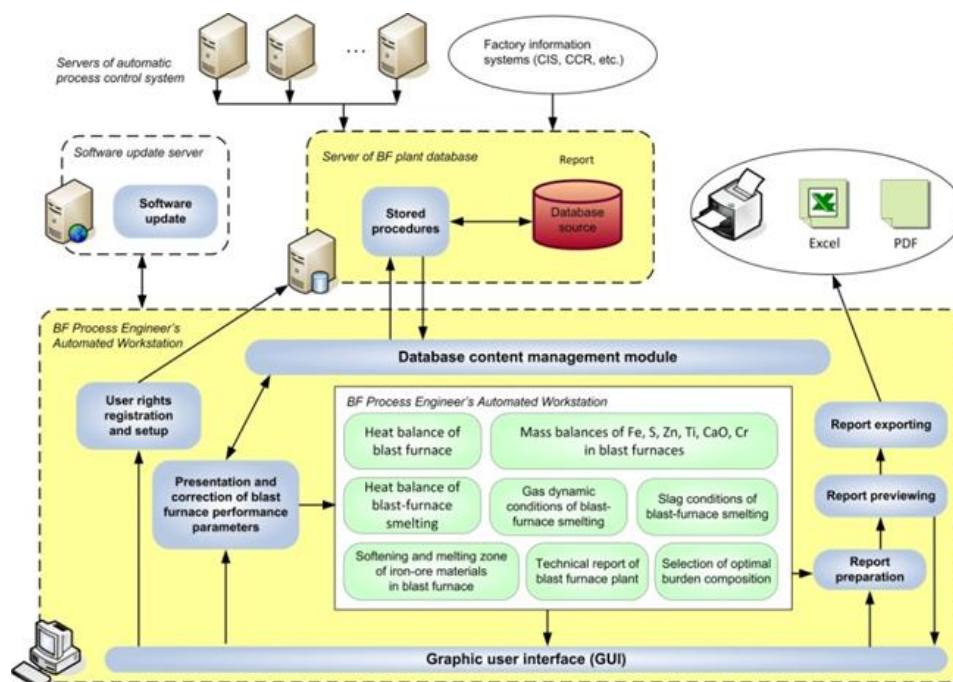 Servers of automatic
process control system
...
Factory information
systems (CIS, CCR, etc.)
Software update server
Software
update
Server of BF plant database
Report
Stored
procedures
Database
source
Excel
PDF
BF Process Engineer's
Automated Workstation
Database content management module
User rights
registration
and setup
Presentation and
correction of blast
furnace performance
parameters
BF Process Engineer's Automated Workstation
Heat balance of
blast furnace
Mass balances of Fe, S, Zn, Ti, CaO, Cr
in blast furnaces
Heat balance of
blast-furnace
smelting
Gas dynamic
conditions of blast-
furnace smelting
Slag conditions of
blast-furnace smelting
Softening and melting zone
of iron-ore materials
in blast furnace
Technical report of
blast furnace plant
Selection of optimal
burden composition
Report exporting
Report previewing
Report
preparation
Graphic user interface (GUI)